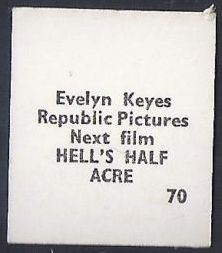 Evelyn Keyes
Republic Pictures
Next film
HELL'S HALF
ACRE
70